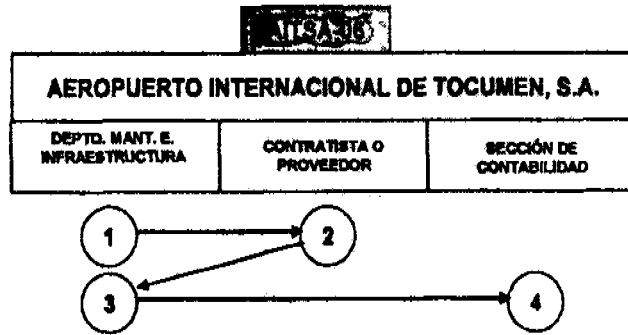 AITSA-06
AEROPUERTO INTERNACIONAL DE TOCUMEN, S.A.
DEPTO. MANT. E.
INFRAESTRUCTURA
CONTRATISTA O
PROVEEDOR
SECCIÓN DE
CONTABILIDAD
1
2
3
4